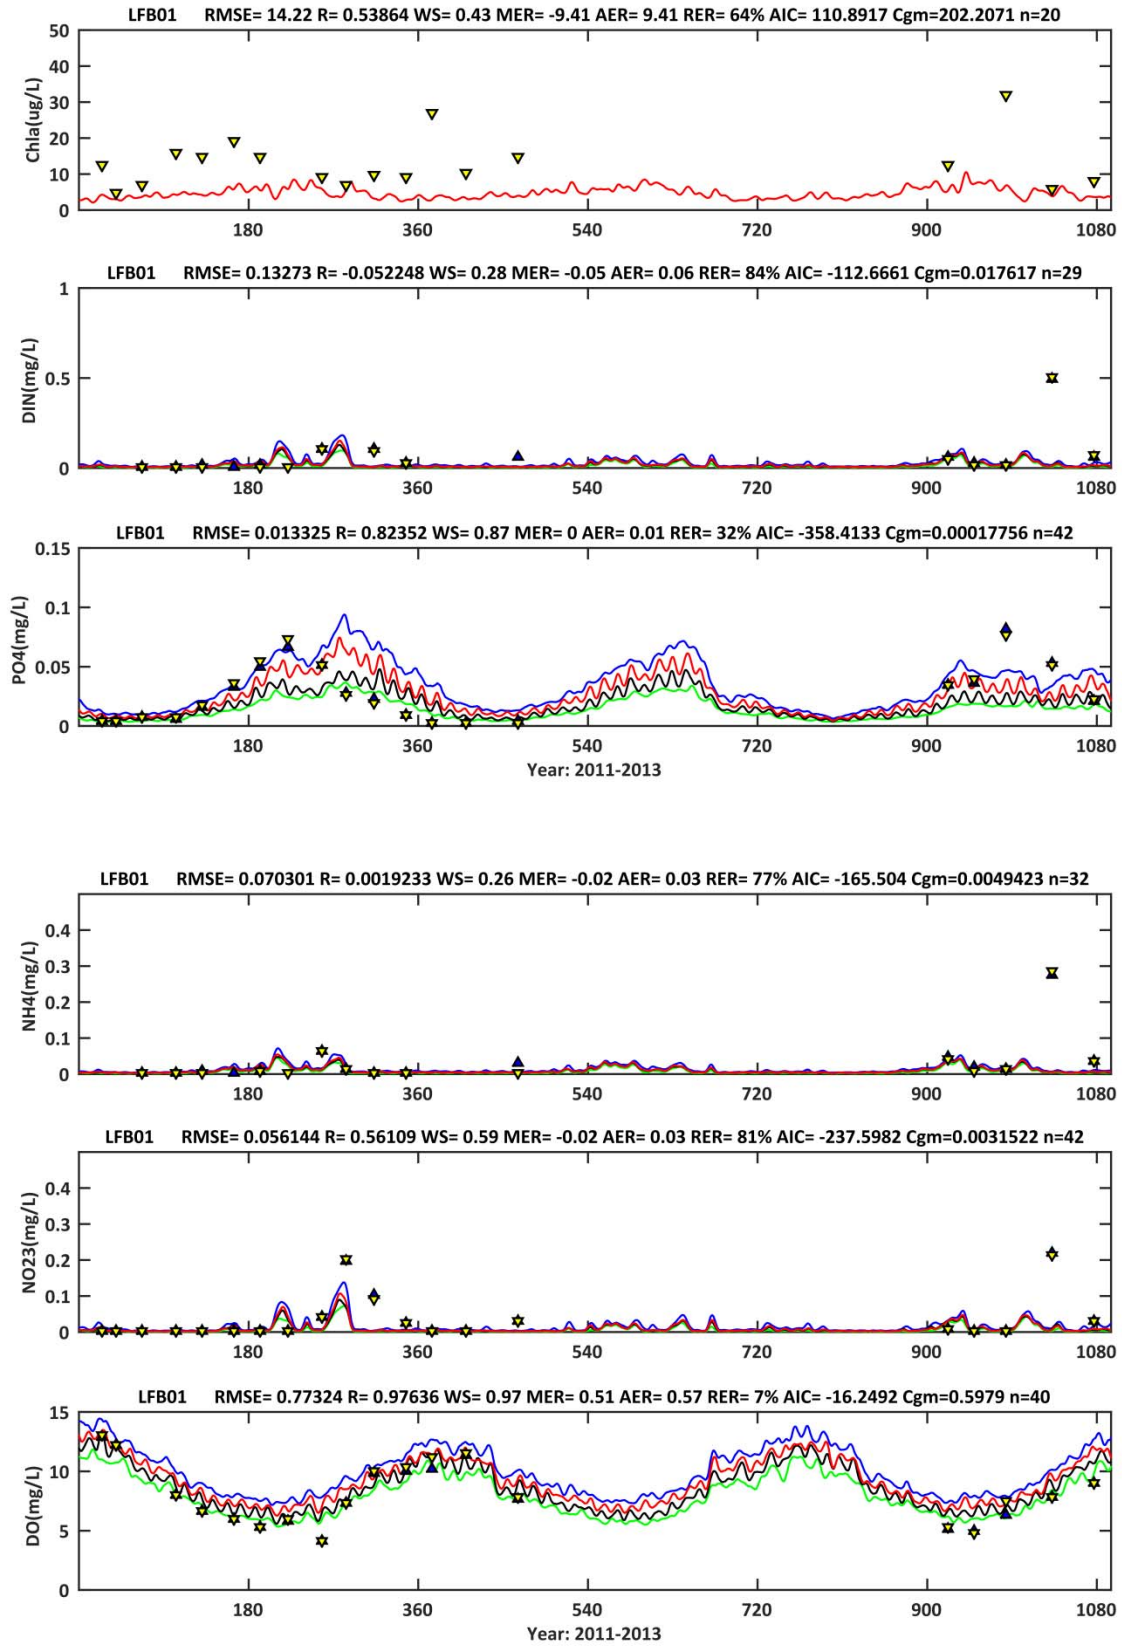 LFB01 RMSE= 14.22 R= 0.53864 WS= 0.43 MER= -9.41 AER= 9.41 RER= 64% AIC= 110.8917 Cgm=202.2071 n=20
50
40
30
20
10
0
Chla(ug/L)
180 360 540 720 900 1080
LFB01 RMSE= 0.13273 R= -0.052248 WS= 0.28 MER= -0.05 AER= 0.06 RER= 84% AIC= -112.6661 Cgm=0.017617 n=29
1
0.5
0
DIN(mg/L)
180 360 540 720 900 1080
LFB01 RMSE= 0.013325 R= 0.82352 WS= 0.87 MER= 0 AER= 0.01 RER= 32% AIC= -358.4133 Cgm=0.00017756 n=42
0.15
0.1
0.05
0
PO4(mg/L)
180 360 540 720 900 1080
Year: 2011-2013
LFB01 RMSE= 0.070301 R= 0.0019233 WS= 0.26 MER= -0.02 AER= 0.03 RER= 77% AIC= -165.504 Cgm=0.0049423 n=32
0.4
0.3
0.2
0.1
0
NH4(mg/L)
180 360 540 720 900 1080
LFB01 RMSE= 0.056144 R= 0.56109 WS= 0.59 MER= -0.02 AER= 0.03 RER= 81% AIC= -237.5982 Cgm=0.0031522 n=42
0.4
0.3
0.2
0.1
0
NO23(mg/L)
180 360 540 720 900 1080
LFB01 RMSE= 0.77324 R= 0.97636 WS= 0.97 MER= 0.51 AER= 0.57 RER= 7% AIC= -16.2492 Cgm=0.5979 n=40
15
10
5
0
DO(mg/L)
180 360 540 720 900 1080
Year: 2011-2013